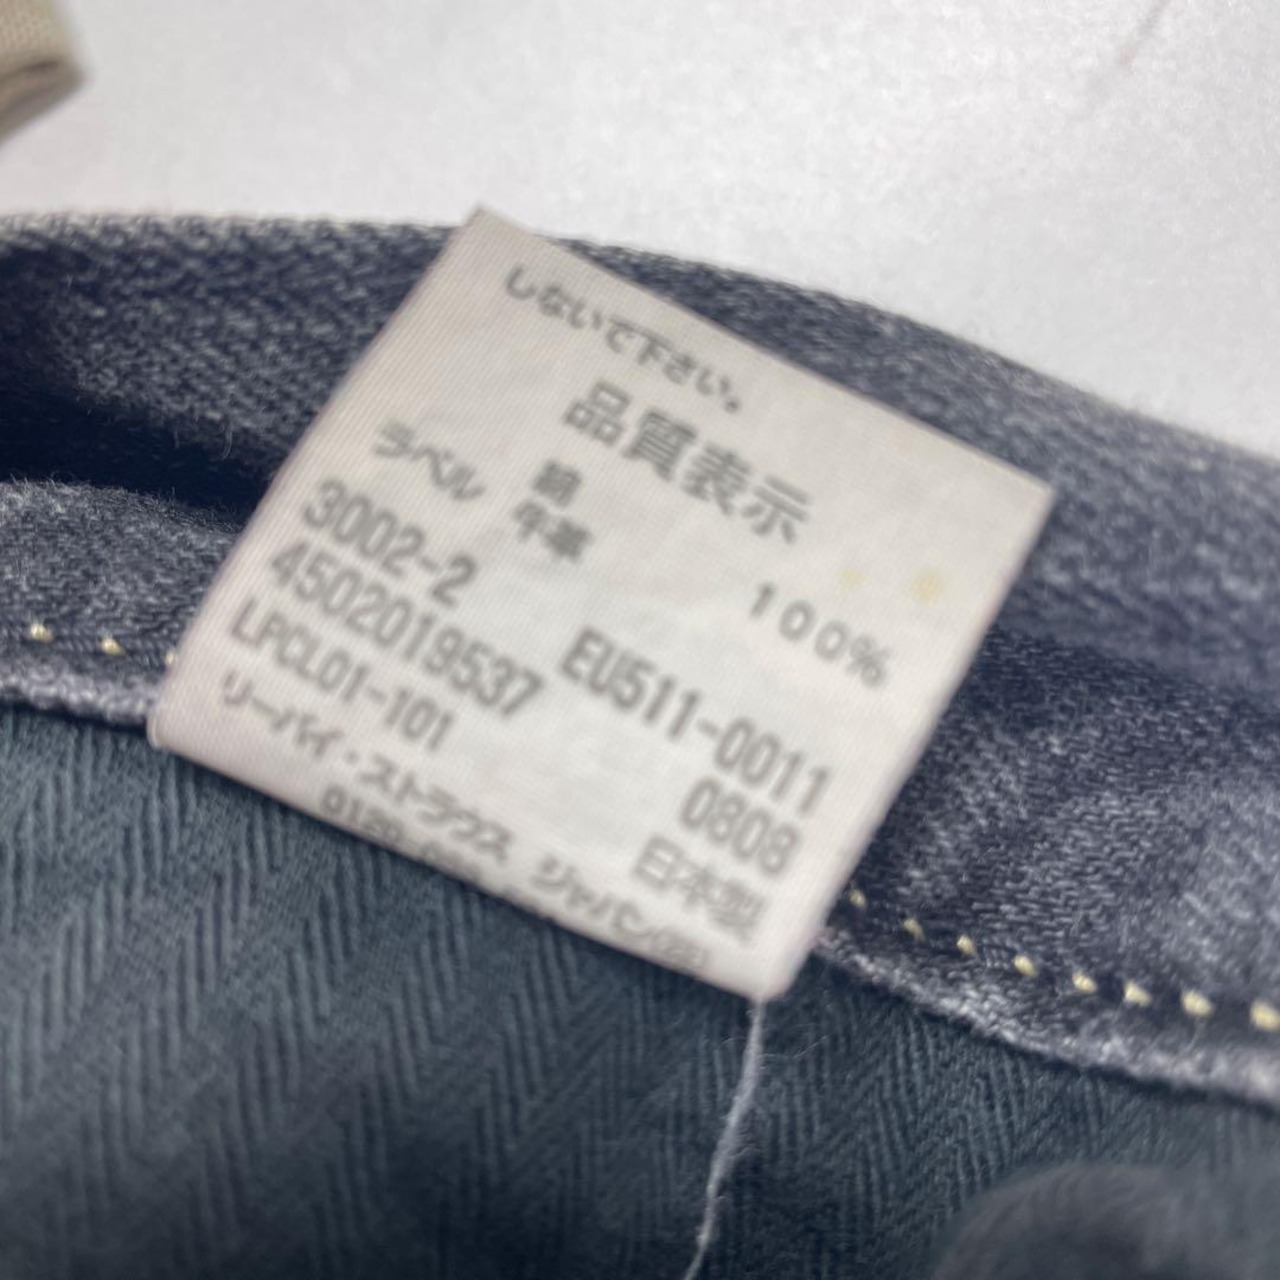 しないで下さい。
品質表示
綿 100%
ラベル 牛革
3002-2 EU511-0011
4502019537 0808
LPCL01-101 日本製
リーバイ・ストラウス ジャパン(株)